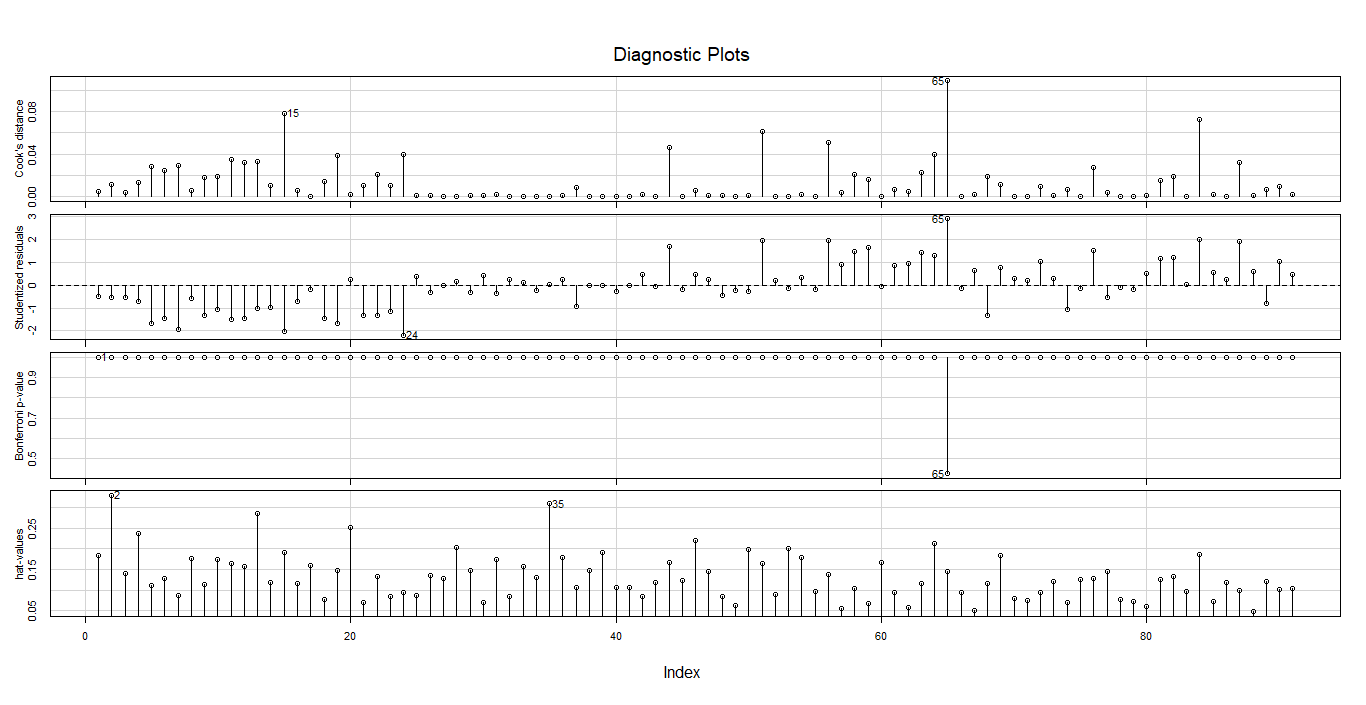 Diagnostic Plots
Cook's distance
0.00 0.04 0.08
15
65
Studentized residuals
-2 -1 0 1 2 3
24
65
Bonferroni p-value
0.5 0.7 0.9
1
65
hat-values
0.05 0.15 0.25
2
35
0 20 40 60 80
Index